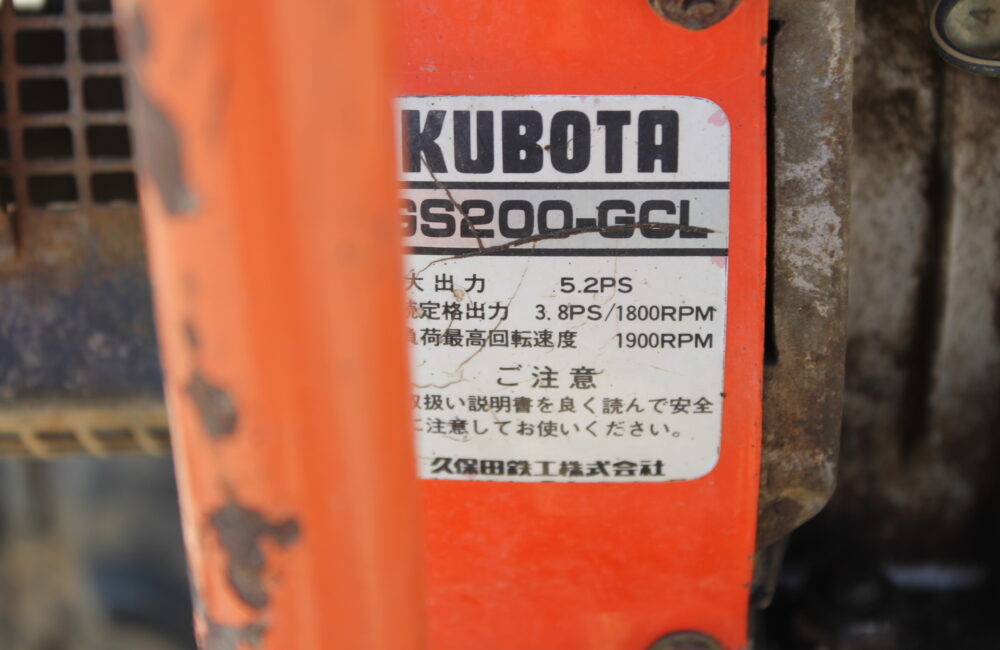 KUBOTA
GS200-GCL
大出力 5.2PS
続定格出力 3.8PS/1800RPM
負荷最高回転速度 1900RPM
ご注意
取扱い説明書を良く読んで安全
に注意してお使いください。
久保田鉄工株式会社